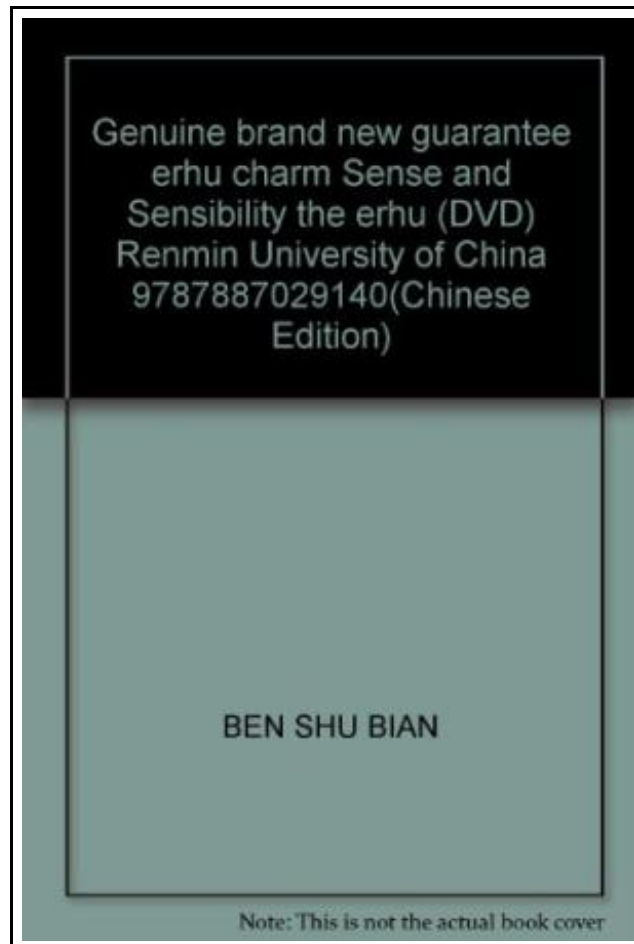 Genuine brand new guarantee
erhu charm Sense and
Sensibility the erhu (DVD)
Renmin University of China
9787887029140(Chinese
Edition)
BEN SHU BIAN
Note: This is not the actual book cover